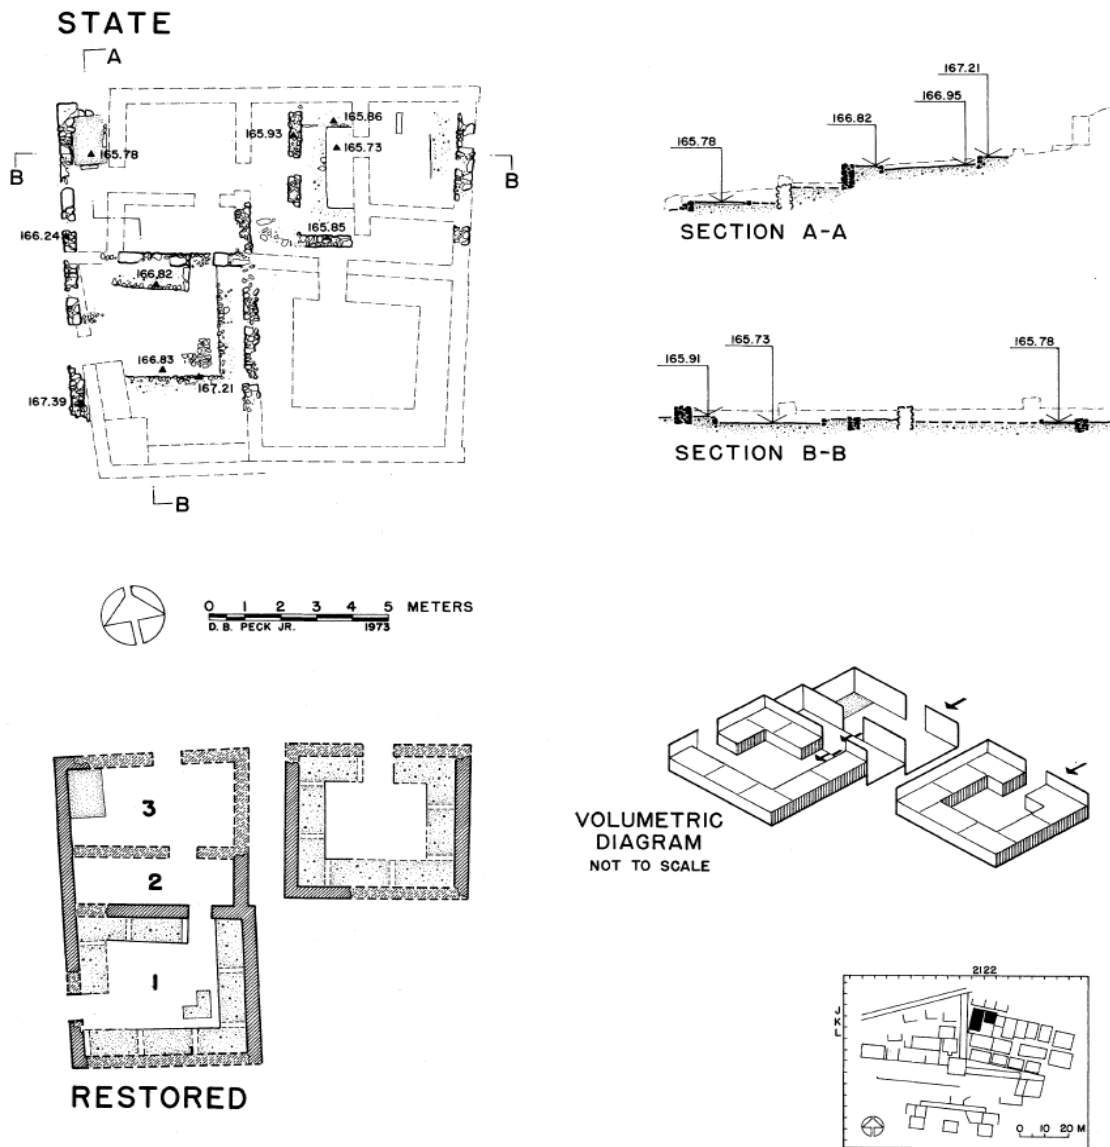 STATE
A
165.86
165.93
165.73
165.78
B
B
166.24
165.85
166.82
166.83
167.21
167.39
B
167.21
166.95
166.82
165.78
SECTION A-A
165.91
165.73
165.78
SECTION B-B
0 1 2 3 4 5 METERS
D. B. PECK JR. 1973
3
2
1
RESTORED
VOLUMETRIC
DIAGRAM
NOT TO SCALE
2122
J
K
L
0 10 20 M